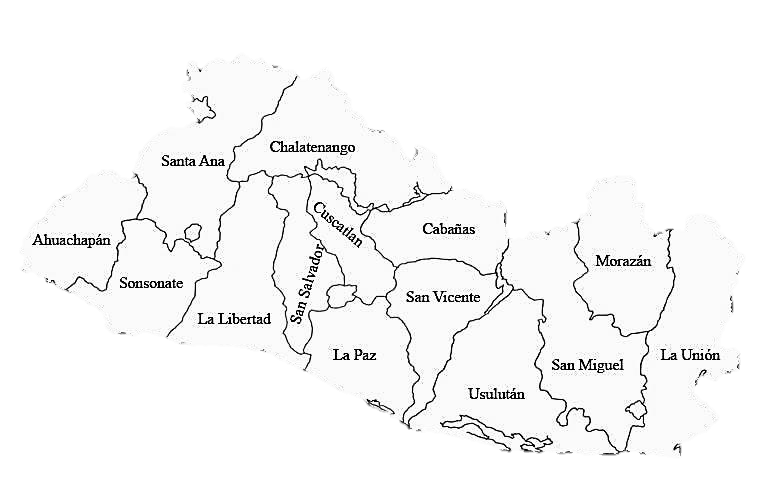 Chalatenango
Santa Ana
Cuscatlan
Cabañas
Ahuachapán
Morazán
Sonsonate
San Salvador
San Vicente
La Libertad
La Paz
La Unión
San Miguel
Usulután